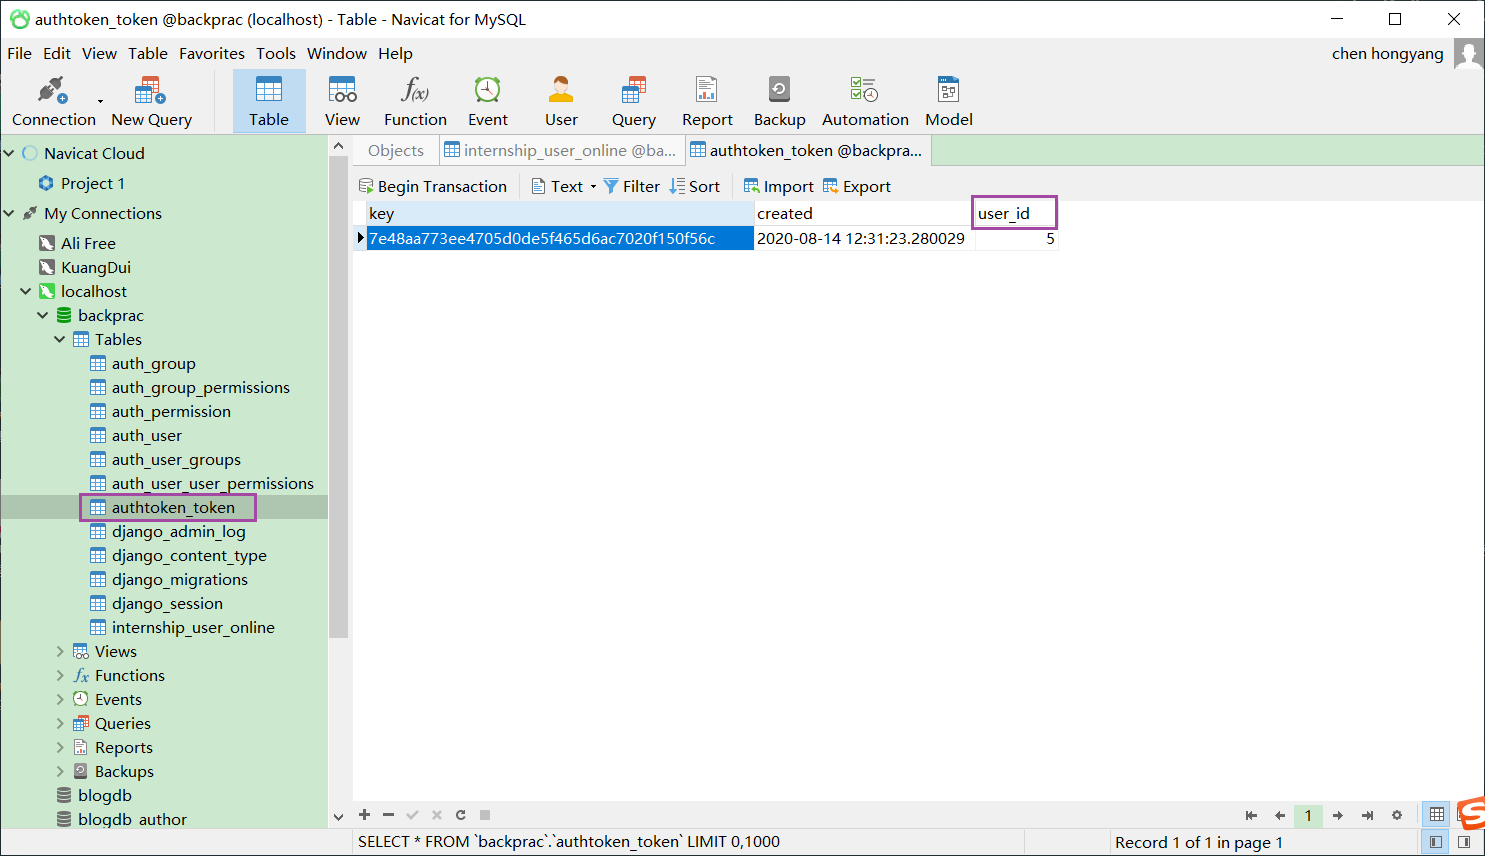 authtoken_token @backprac (localhost) - Table - Navicat for MySQL
File Edit View Table Favorites Tools Window Help
chen hongyang
Connection New Query Table View Function Event User Query Report Backup Automation Model
Navicat Cloud
Project 1
My Connections
Ali Free
KuangDui
localhost
backprac
Tables
auth_group
auth_group_permissions
auth_permission
auth_user
auth_user_groups
auth_user_user_permissions
authtoken_token
django_admin_log
django_content_type
django_migrations
django_session
internship_user_online
Views
Functions
Events
Queries
Reports
Backups
blogdb
blogdb_author
Objects internship_user_online @ba... authtoken_token @backpra...
Begin Transaction Text Filter Sort Import Export
key created user_id
7e48aa773ee4705d0de5f465d6ac7020f150f56c 2020-08-14 12:31:23.280029 5
1
SELECT * FROM `backprac`.`authtoken_token` LIMIT 0,1000
Record 1 of 1 in page 1